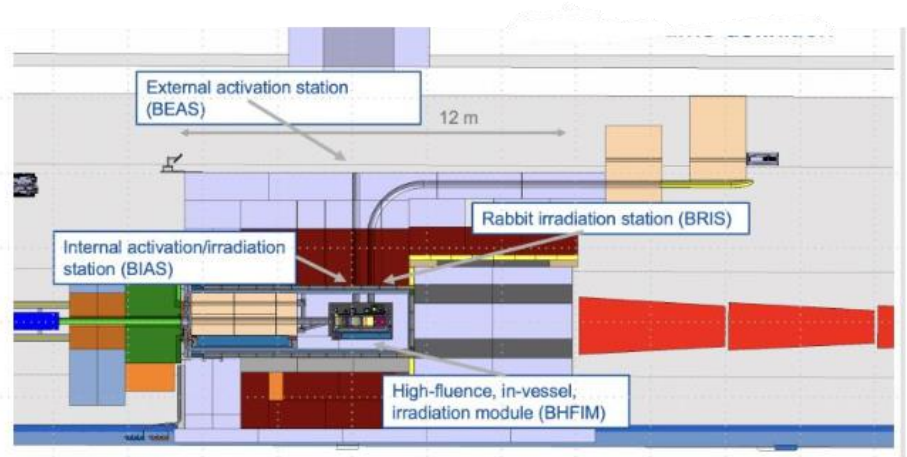 External activation station
(BEAS)
12 m
Rabbit irradiation station (BRIS)
Internal activation/irradiation
station (BIAS)
High-fluence, in-vessel,
irradiation module (BHFIM)